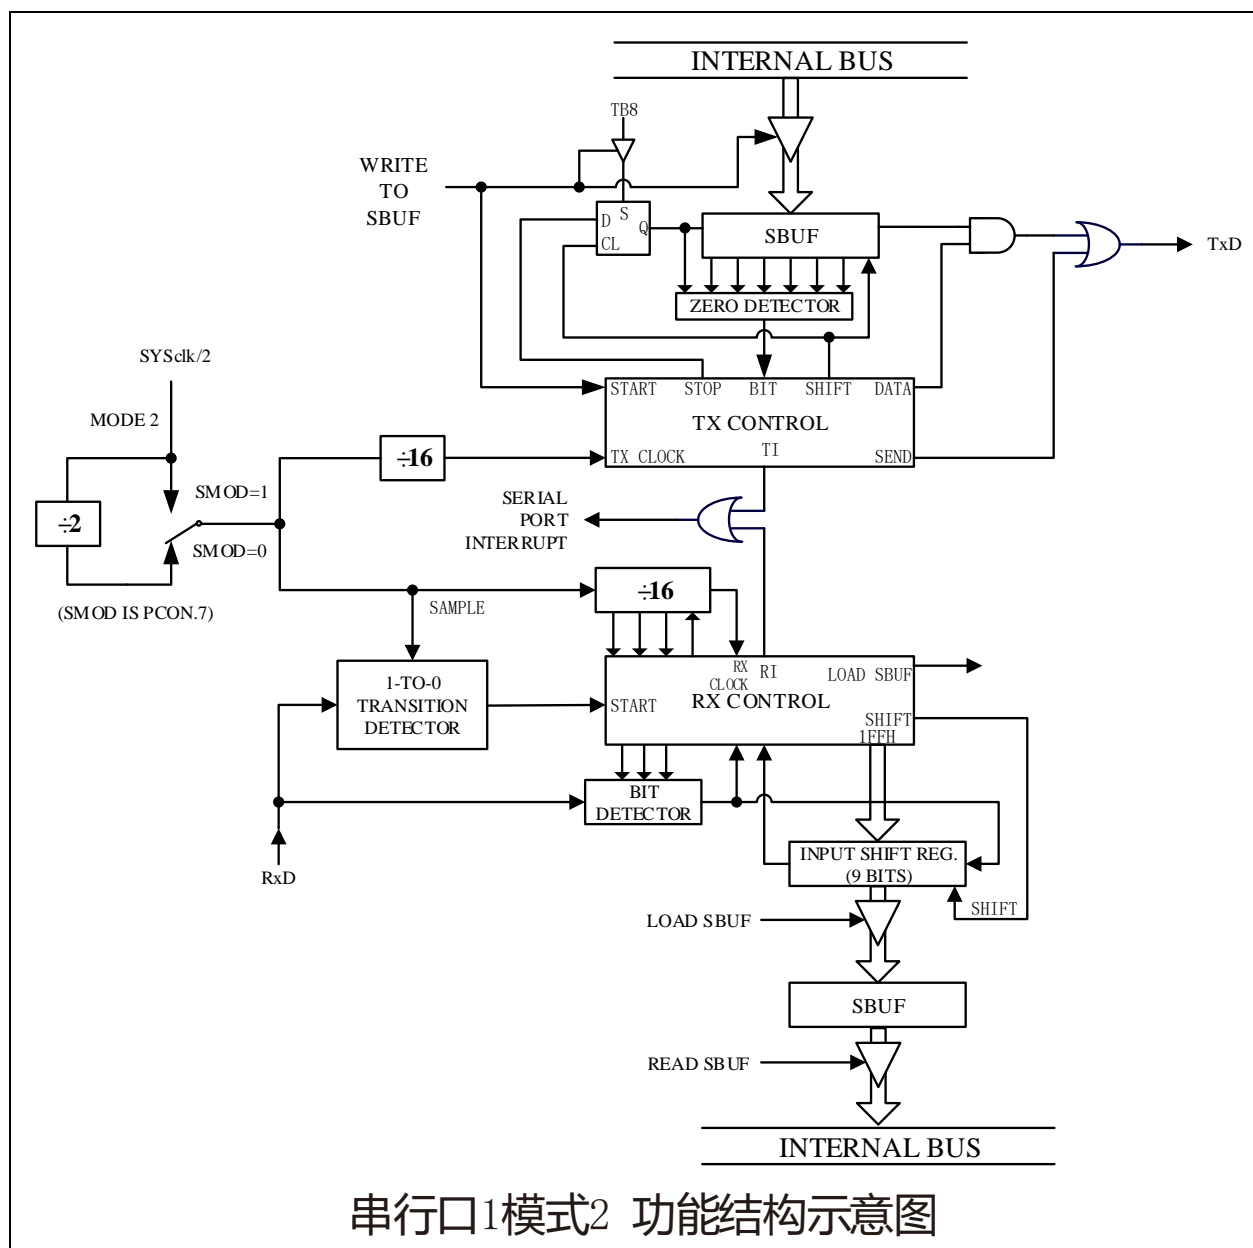 INTERNAL BUS
TB8
WRITE
TO
SBUF
S
D
Q
CL
SBUF
TxD
ZERO DETECTOR
SYSclk/2
MODE 2
START STOP BIT SHIFT DATA
TX CONTROL
TX CLOCK TI SEND
÷16
SMOD=1
÷2
SMOD=0
(SMOD IS PCON.7)
SERIAL
PORT
INTERRUPT
÷16
SAMPLE
1-TO-0
TRANSITION
DETECTOR
RX
CLOCK
RI
LOAD SBUF
START
RX CONTROL
SHIFT
1FFH
BIT
DETECTOR
RxD
INPUT SHIFT REG.
(9 BITS)
SHIFT
LOAD SBUF
SBUF
READ SBUF
INTERNAL BUS
串行口1模式2 功能结构示意图